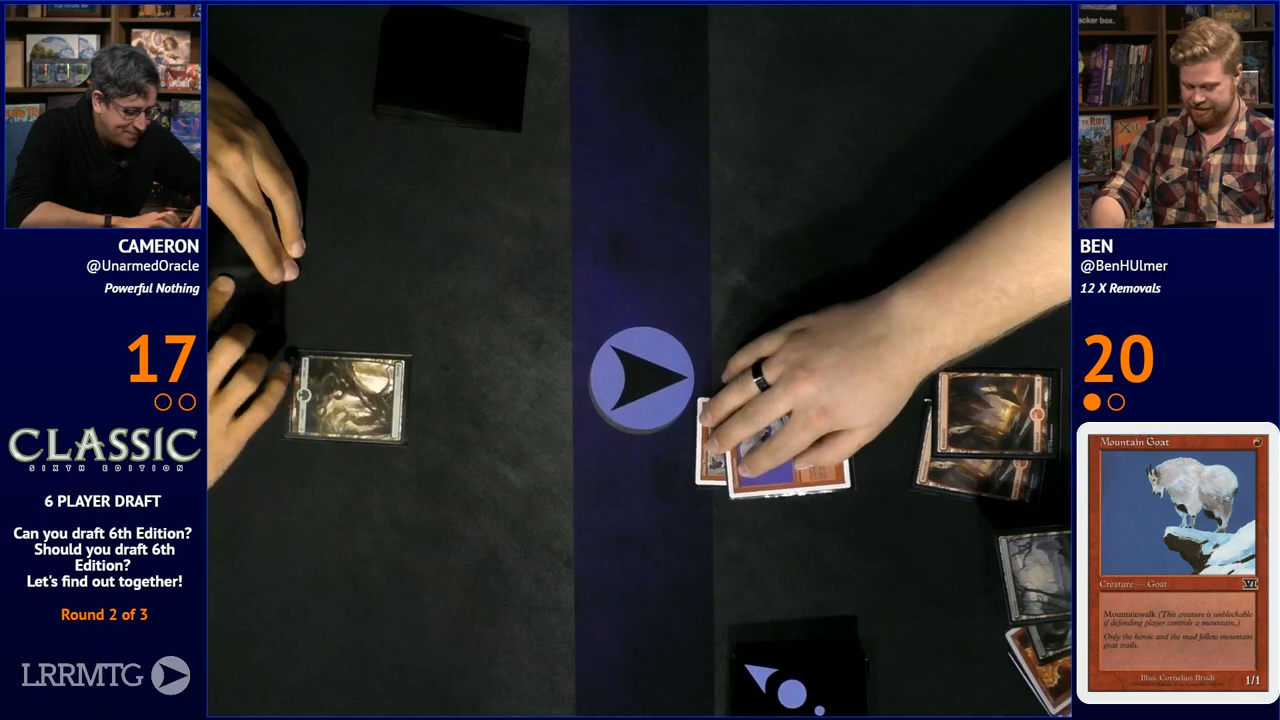 CAMERON
@UnarmedOracle
Powerful Nothing
17
CLASSIC
SIXTH EDITION
6 PLAYER DRAFT
Can you draft 6th Edition?
Should you draft 6th
Edition?
Let's find out together!
Round 2 of 3
LRRMTG
acker box.
BEN
@BenHUlmer
12 X Removals
20
Mountain Goat
Creature — Goat
VI
Mountainwalk (This creature is unblockable
if defending player controls a mountain.)
Only the heroic and the mad follow mountain
goat trails.
Illus. Cornelius Brudi
1/1